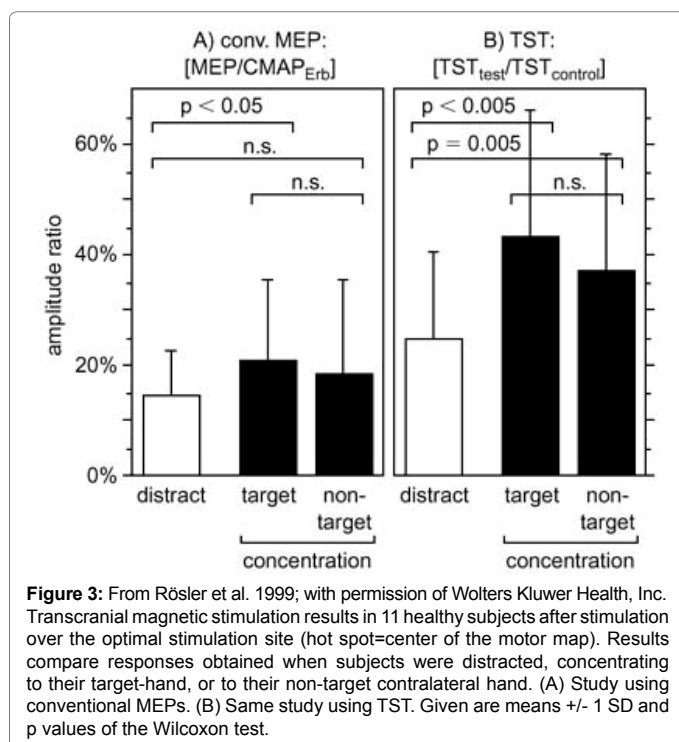 A) conv. MEP:
[MEP/CMAPErb]
B) TST:
[TSTtest/TSTcontrol]
p < 0.05
n.s.
n.s.
p < 0.005
p = 0.005
n.s.
amplitude ratio
60%
40%
20%
0%
distract
target
non-
target
concentration
distract
target
non-
target
concentration
Figure 3: From Rösler et al. 1999; with permission of Wolters Kluwer Health, Inc.
Transcranial magnetic stimulation results in 11 healthy subjects after stimulation
over the optimal stimulation site (hot spot=center of the motor map). Results
compare responses obtained when subjects were distracted, concentrating
to their target-hand, or to their non-target contralateral hand. (A) Study using
conventional MEPs. (B) Same study using TST. Given are means +/- 1 SD and
p values of the Wilcoxon test.